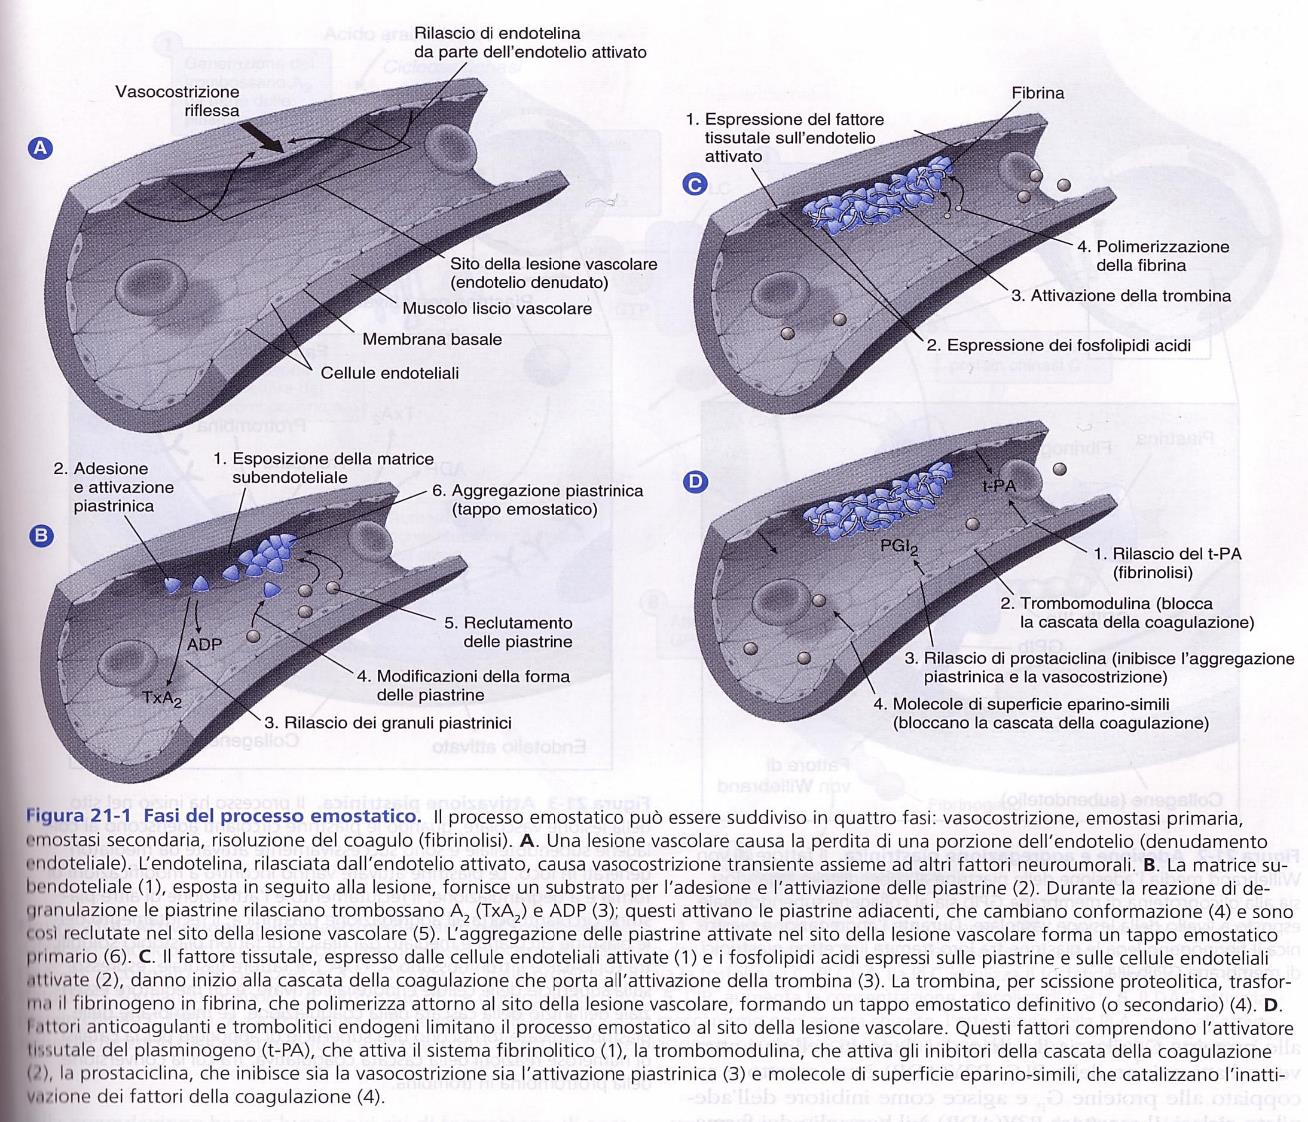 Rilascio di endotelina
da parte dell'endotelio attivato
Vasocostrizione
riflessa
A
Sito della lesione vascolare
(endotelio denudato)
Muscolo liscio vascolare
Membrana basale
Cellule endoteliali
2. Adesione
e attivazione
piastrinica
1. Esposizione della matrice
subendoteliale
6. Aggregazione piastrinica
(tappo emostatico)
B
ADP
TxA2
5. Reclutamento
delle piastrine
4. Modificazioni della forma
delle piastrine
3. Rilascio dei granuli piastrinici
Fibrina
1. Espressione del fattore
tissutale sull'endotelio
attivato
C
4. Polimerizzazione
della fibrina
3. Attivazione della trombina
2. Espressione dei fosfolipidi acidi
D
t-PA
PGI2
1. Rilascio del t-PA
(fibrinolisi)
2. Trombomodulina (blocca
la cascata della coagulazione)
3. Rilascio di prostaciclina (inibisce l'aggregazione
piastrinica e la vasocostrizione)
4. Molecole di superficie eparino-simili
(bloccano la cascata della coagulazione)
Figura 21-1 Fasi del processo emostatico. Il processo emostatico può essere suddiviso in quattro fasi: vasocostrizione, emostasi primaria,
emostasi secondaria, risoluzione del coagulo (fibrinolisi). A. Una lesione vascolare causa la perdita di una porzione dell'endotelio (denudamento
endoteliale). L'endotelina, rilasciata dall'endotelio attivato, causa vasocostrizione transiente assieme ad altri fattori neurali. B. La matrice su-
bendoteliale (1), esposta in seguito alla lesione, fornisce un substrato per l'adesione e l'attiviazione delle piastrine (2). Durante la reazione di de-
granulazione le piastrine rilasciano trombossano A2 (TxA2) e ADP (3); questi attivano le piastrine adiacenti, che cambiano conformazione (4) e sono
così reclutate nel sito della lesione vascolare (5). L'aggregazione delle piastrine attivate nel sito della lesione vascolare forma un tappo emostatico
primario (6). C. Il fattore tissutale, espresso dalle cellule endoteliali attivate (1) e i fosfolipidi acidi espressi sulle piastrine e sulle cellule endoteliali
attivate (2), danno inizio alla cascata della coagulazione che porta all'attivazione della trombina (3). La trombina, per scissione proteolitica, trasfor-
ma il fibrinogeno in fibrina, che polimerizza attorno al sito della lesione vascolare, formando un tappo emostatico definitivo (o secondario) (4). D.
Fattori anticoagulanti e trombolitici endogeni limitano il processo emostatico al sito della lesione vascolare. Questi fattori comprendono l'attivatore
tissutale del plasminogeno (t-PA), che attiva il sistema fibrinolitico (1), la trombomodulina, che attiva gli inibitori della cascata della coagulazione
(2), la prostaciclina, che inibisce sia la vasocostrizione sia l'attivazione piastrinica (3) e molecole di superficie eparino-simili, che catalizzano l'inatti-
vazione dei fattori della coagulazione (4).